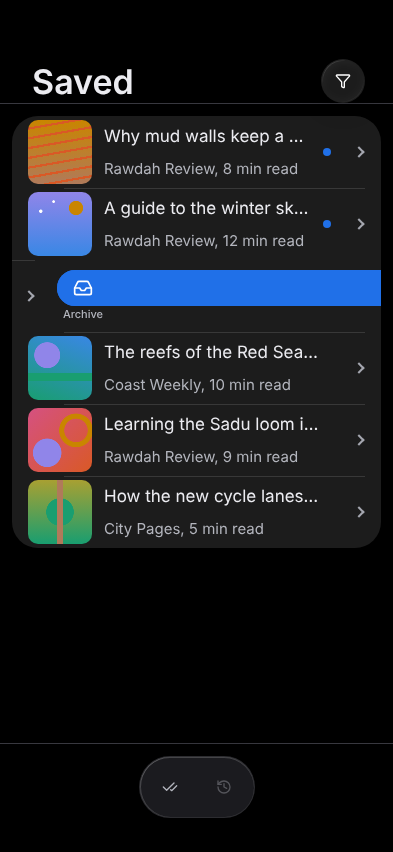 Saved
Why mud walls keep a ...
Rawdah Review, 8 min read
A guide to the winter sk...
Rawdah Review, 12 min read
Archive
The reefs of the Red Sea...
Coast Weekly, 10 min read
Learning the Sadu loom i...
Rawdah Review, 9 min read
How the new cycle lanes...
City Pages, 5 min read